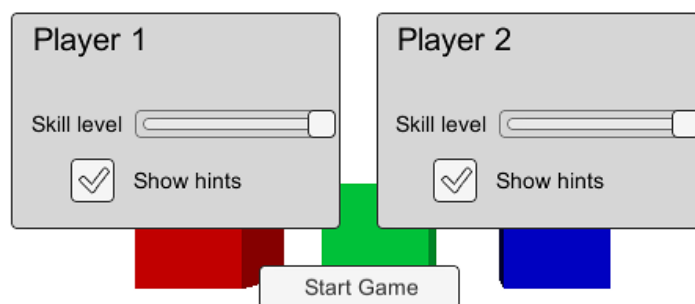 Player 1
Skill level
Show hints
Player 2
Skill level
Show hints
Start Game